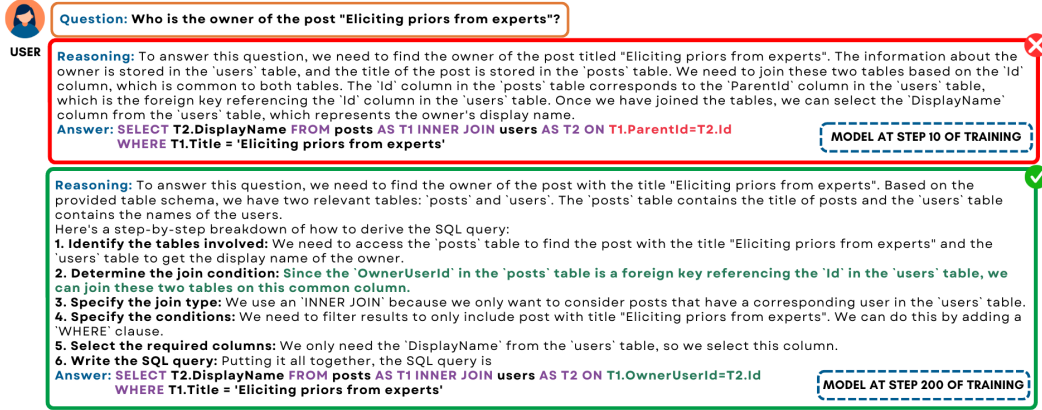 Question: Who is the owner of the post "Eliciting priors from experts"?
USER
Reasoning: To answer this question, we need to find the owner of the post titled "Eliciting priors from experts". The information about the
owner is stored in the `users` table, and the title of the post is stored in the `posts` table. We need to join these two tables based on the `Id`
column, which is common to both tables. The `Id` column in the `posts` table corresponds to the `ParentId` column in the `users` table,
which is the foreign key referencing the `Id` column in the `users` table. Once we have joined the tables, we can select the `DisplayName`
column from the `users` table, which represents the owner's display name.
Answer: SELECT T2.DisplayName FROM posts AS T1 INNER JOIN users AS T2 ON T1.ParentId=T2.Id
WHERE T1.Title = 'Eliciting priors from experts'
MODEL AT STEP 10 OF TRAINING
Reasoning: To answer this question, we need to find the owner of the post with the title "Eliciting priors from experts". Based on the
provided table schema, we have two relevant tables: `posts` and `users`. The `posts` table contains the title of posts and the `users` table
contains the names of the users.
Here's a step-by-step breakdown of how to derive the SQL query:
1. Identify the tables involved: We need to access the `posts` table to find the post with the title "Eliciting priors from experts" and the
`users` table to get the display name of the owner.
2. Determine the join condition: Since the `OwnerUserId` in the `posts` table is a foreign key referencing the `Id` in the `users` table, we
can join these two tables on this common column.
3. Specify the join type: We use an `INNER JOIN` because we only want to consider posts that have a corresponding user in the `users` table.
4. Specify the conditions: We need to filter results to only include post with title "Eliciting priors from experts". We can do this by adding a
`WHERE` clause.
5. Select the required columns: We only need the `DisplayName` from the `users` table, so we select this column.
6. Write the SQL query: Putting it all together, the SQL query is
Answer: SELECT T2.DisplayName FROM posts AS T1 INNER JOIN users AS T2 ON T1.OwnerUserId=T2.Id
WHERE T1.Title = 'Eliciting priors from experts'
MODEL AT STEP 200 OF TRAINING